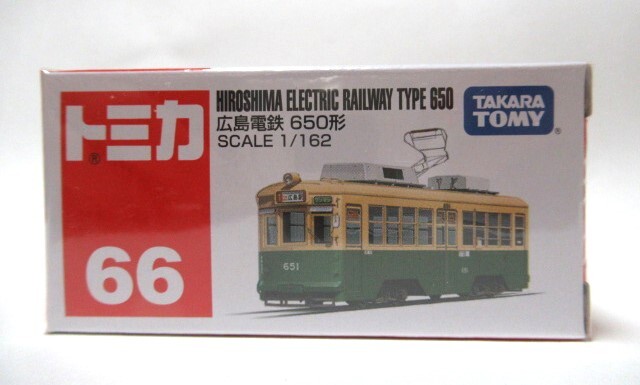 トミカ
®
66
HIROSHIMA ELECTRIC RAILWAY TYPE 650
広島電鉄 650形
SCALE 1/162
TAKARA
TOMY
®
651